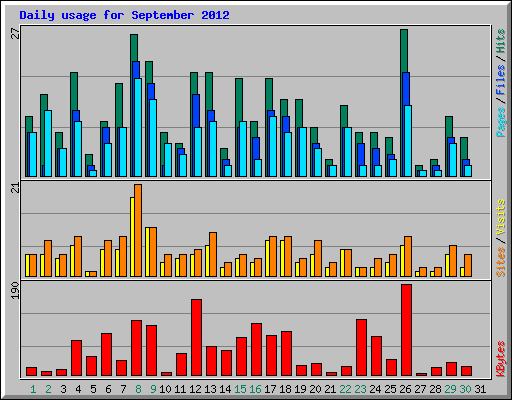 Daily usage for September 2012
27
Pages / Files / Hits
21
Sites / Visits
190
KBytes
1 2 3 4 5 6 7 8 9 10 11 12 13 14 15 16 17 18 19 20 21 22 23 24 25 26 27 28 29 30 31